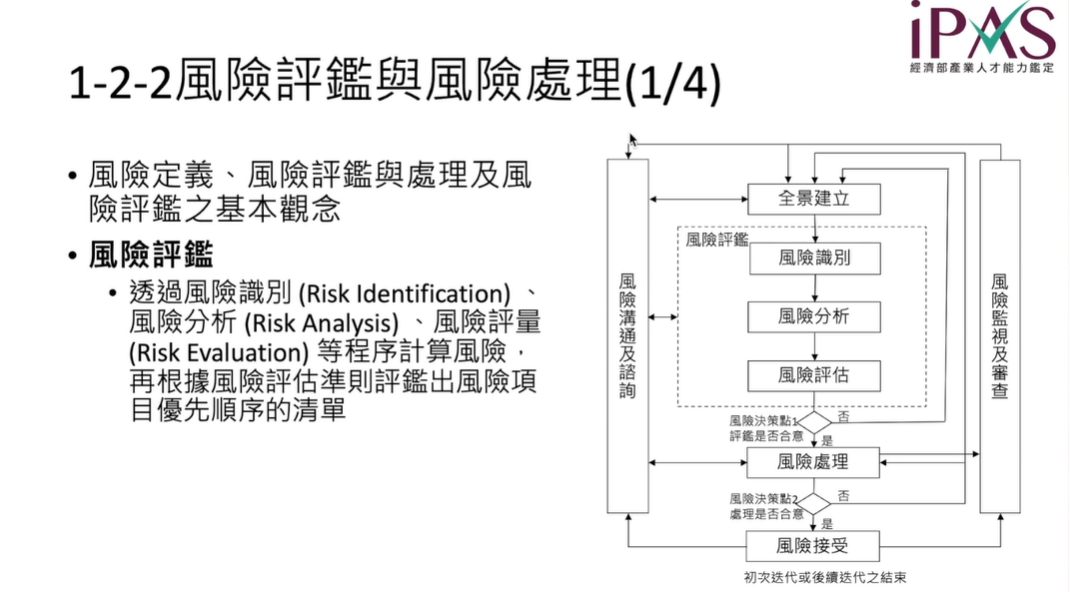 iPAS
經濟部產業人才能力鑑定
1-2-2風險評鑑與風險處理(1/4)
• 風險定義、風險評鑑與處理及風
險評鑑之基本觀念
• 風險評鑑
• 透過風險識別 (Risk Identification) 、
風險分析 (Risk Analysis) 、風險評量
(Risk Evaluation) 等程序計算風險，
再根據風險評估準則評鑑出風險項
目優先順序的清單
風險溝通及諮詢
全景建立
風險評鑑
風險識別
風險分析
風險評估
風險決策點1
評鑑是否合意
否
是
風險處理
風險決策點2
處理是否合意
否
是
風險接受
風險監視及審查
初次迭代或後續迭代之結束